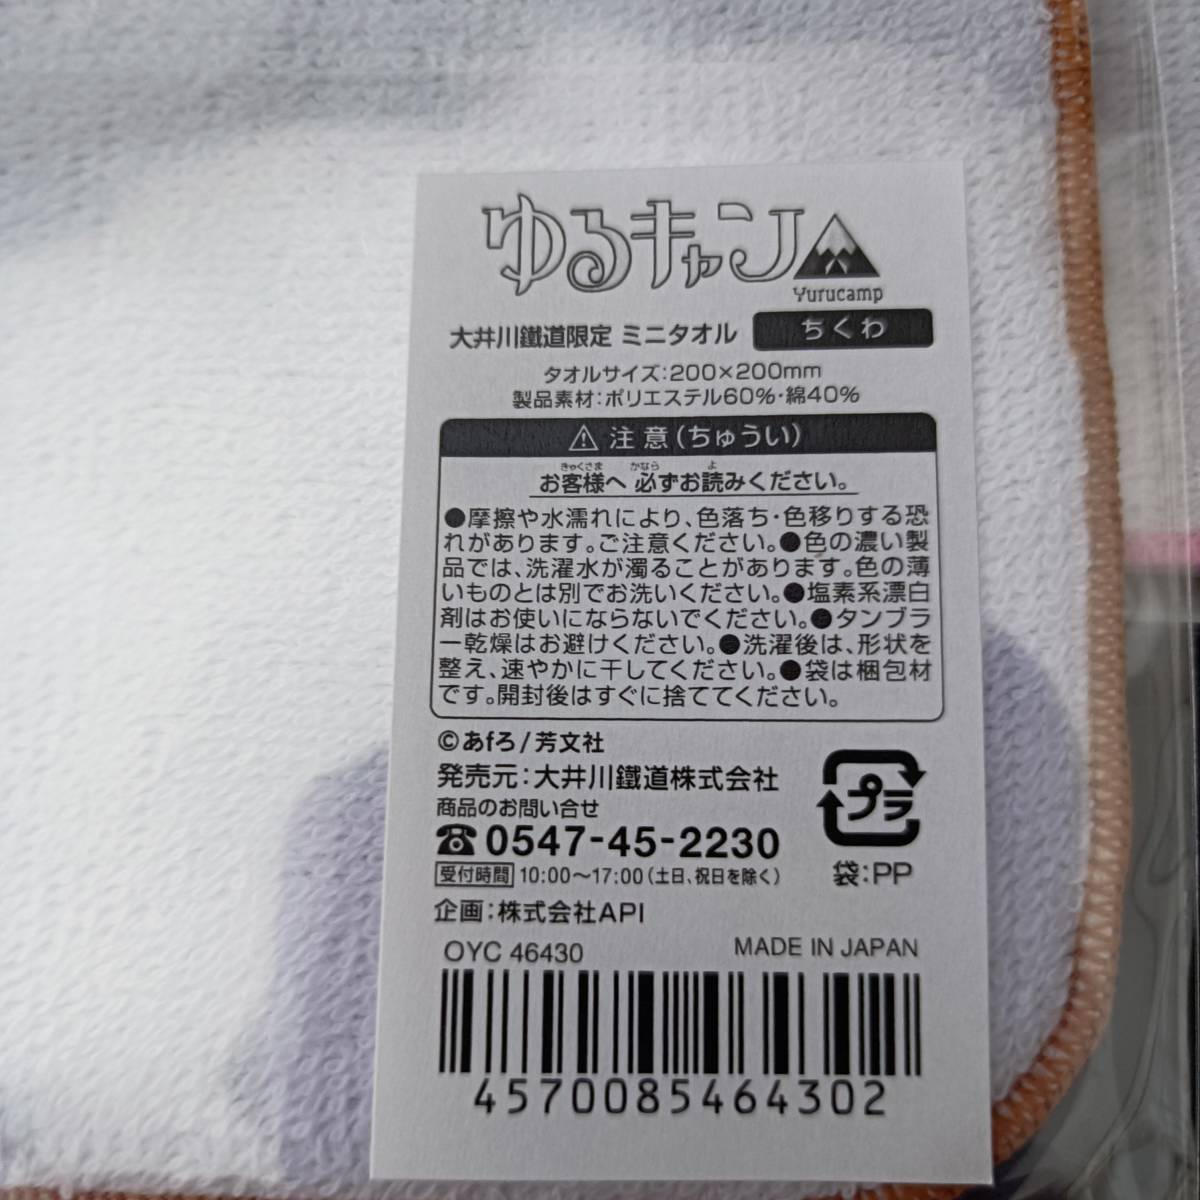 ゆるキャン
Yurucamp
大井川鐵道限定 ミニタオル ちくわ
タオルサイズ:200×200mm
製品素材:ポリエステル60%・綿40%
注意(ちゅうい)
きゃくさま かなら よ
お客様へ 必ずお読みください。
●摩擦や水濡れにより、色落ち・色移りする恐
れがあります。ご注意ください。●色の濃い製
品では、洗濯水が濁ることがあります。色の薄
いものとは別でお洗いください。●塩素系漂白
剤はお使いにならないでください。●タンブラ
ー乾燥はお避けください。●洗濯後は、形状を
整え、速やかに干してください。●袋は梱包材
です。開封後はすぐに捨ててください。
©あfろ/芳文社
発売元:大井川鐵道株式会社
商品のお問い合せ
☎0547-45-2230
受付時間 10:00〜17:00(土日、祝日を除く)
プラ
袋:PP
企画:株式会社API
OYC 46430
MADE IN JAPAN
4570085464302